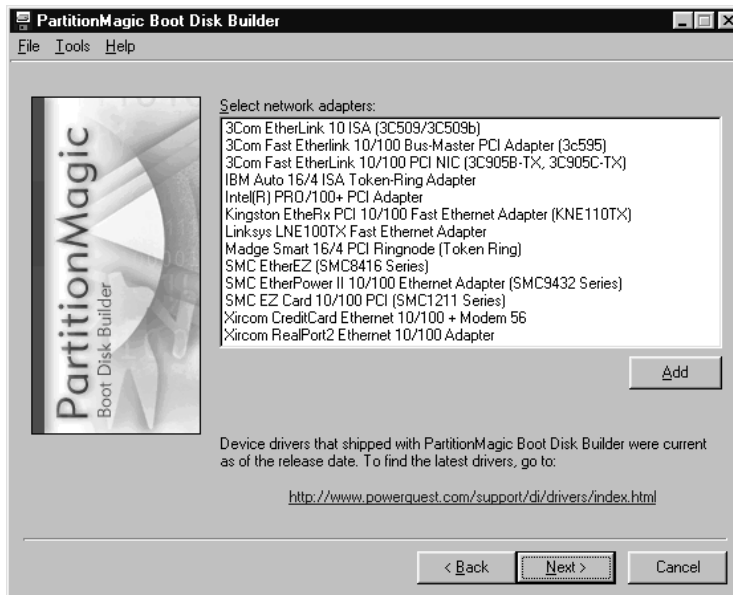 PartitionMagic Boot Disk Builder
File Tools Help
PartitionMagic
Boot Disk Builder
Select network adapters:
3Com EtherLink 10 ISA (3C509/3C509b)
3Com Fast Etherlink 10/100 Bus-Master PCI Adapter (3c595)
3Com Fast EtherLink 10/100 PCI NIC (3C905B-TX, 3C905C-TX)
IBM Auto 16/4 ISA Token-Ring Adapter
Intel(R) PRO/100+ PCI Adapter
Kingston EtheRx PCI 10/100 Fast Ethernet Adapter (KNE110TX)
Linksys LNE100TX Fast Ethernet Adapter
Madge Smart 16/4 PCI Ringnode (Token Ring)
SMC EtherEZ (SMC8416 Series)
SMC EtherPower II 10/100 Ethernet Adapter (SMC9432 Series)
SMC EZ Card 10/100 PCI (SMC1211 Series)
Xircom CreditCard Ethernet 10/100 + Modem 56
Xircom RealPort2 Ethernet 10/100 Adapter
Add
Device drivers that shipped with PartitionMagic Boot Disk Builder were current
as of the release date. To find the latest drivers, go to:
http://www.powerquest.com/support/di/drivers/index.html
< Back Next > Cancel